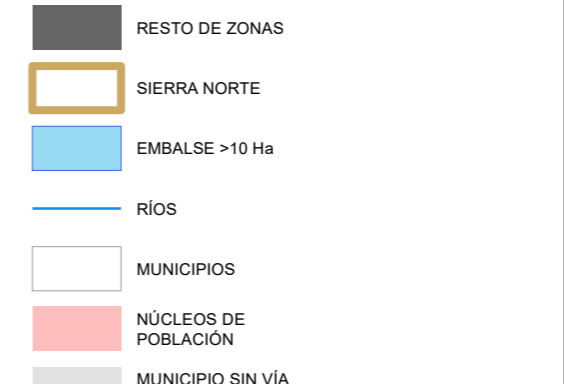 RESTO DE ZONAS
SIERRA NORTE
EMBALSE >10 Ha
RÍOS
MUNICIPIOS
NÚCLEOS DE
POBLACIÓN
MUNICIPIO SIN VÍA